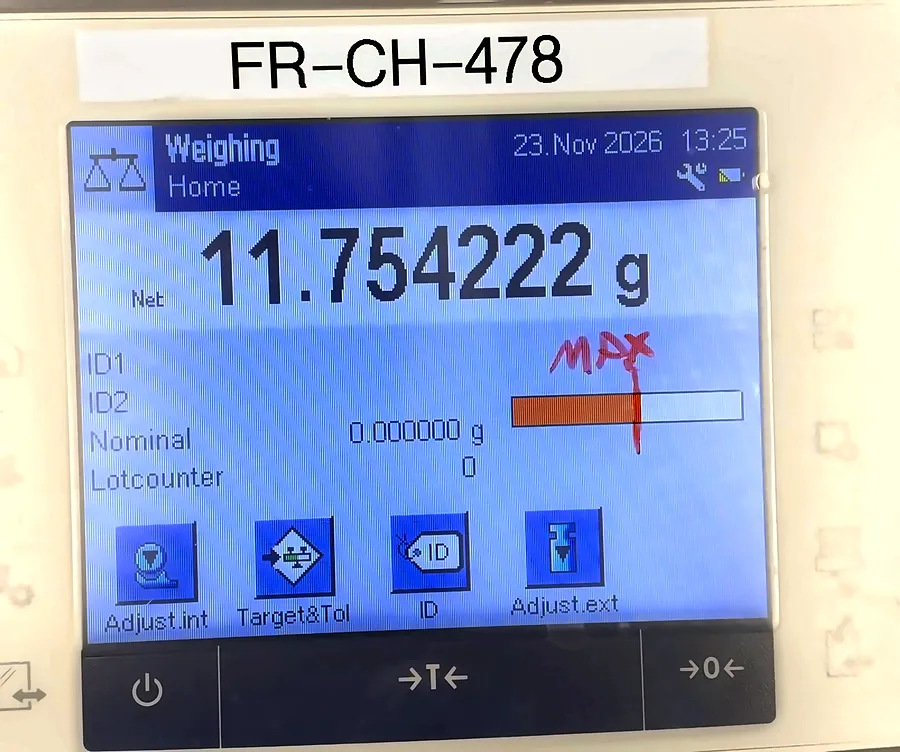 FR-CH-478
Weighing
Home
23.Nov 2026 13:25
Net 11.754222 g
MAX
ID1
ID2
Nominal 0.000000 g
Lotcounter 0
Adjust.int Target&Tol ID Adjust.ext
ID
→T← →0←